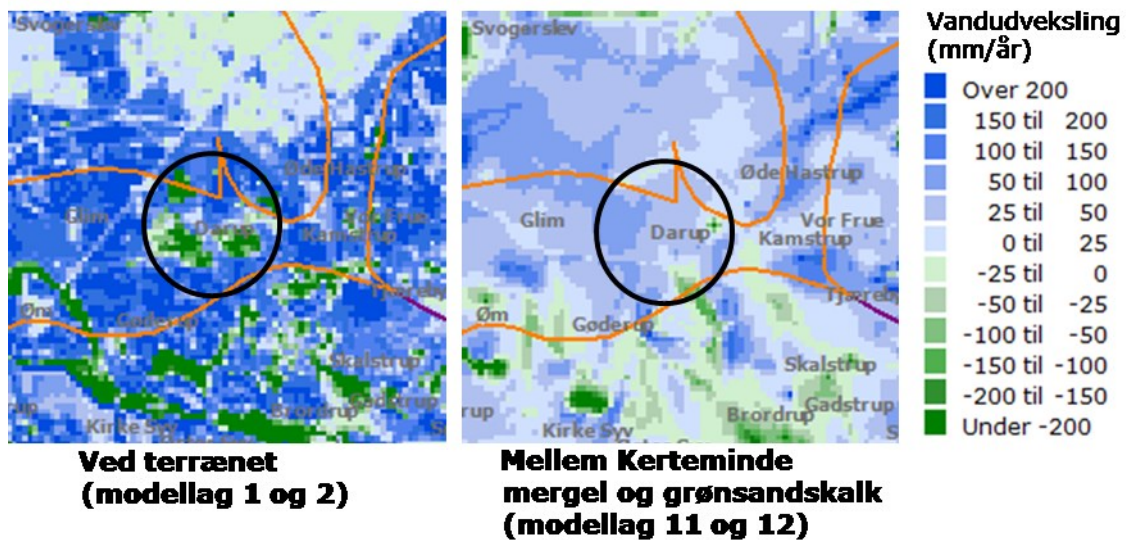 Svogerslev
Øde Hastrup
Glim
Darup
Vor Frue
Kamstrup
Tjæreby
Øm
Gøderup
Skalstrup
up
Gadstrup
Brordrup
Kirke Syv
Ved terrænet
(modellag 1 og 2)
Svogerslev
Øde Hastrup
Glim
Darup
Vor Frue
Kamstrup
Tjæreby
Øm
Gøderup
Skalstrup
rup
Gadstrup
Brordrup
Kirke Syv
Mellem Kerteminde
mergel og grønsandskalk
(modellag 11 og 12)
Vandudveksling
(mm/år)
Over 200
150 til 200
100 til 150
50 til 100
25 til 50
0 til 25
-25 til 0
-50 til -25
-100 til -50
-150 til -100
-200 til -150
Under -200